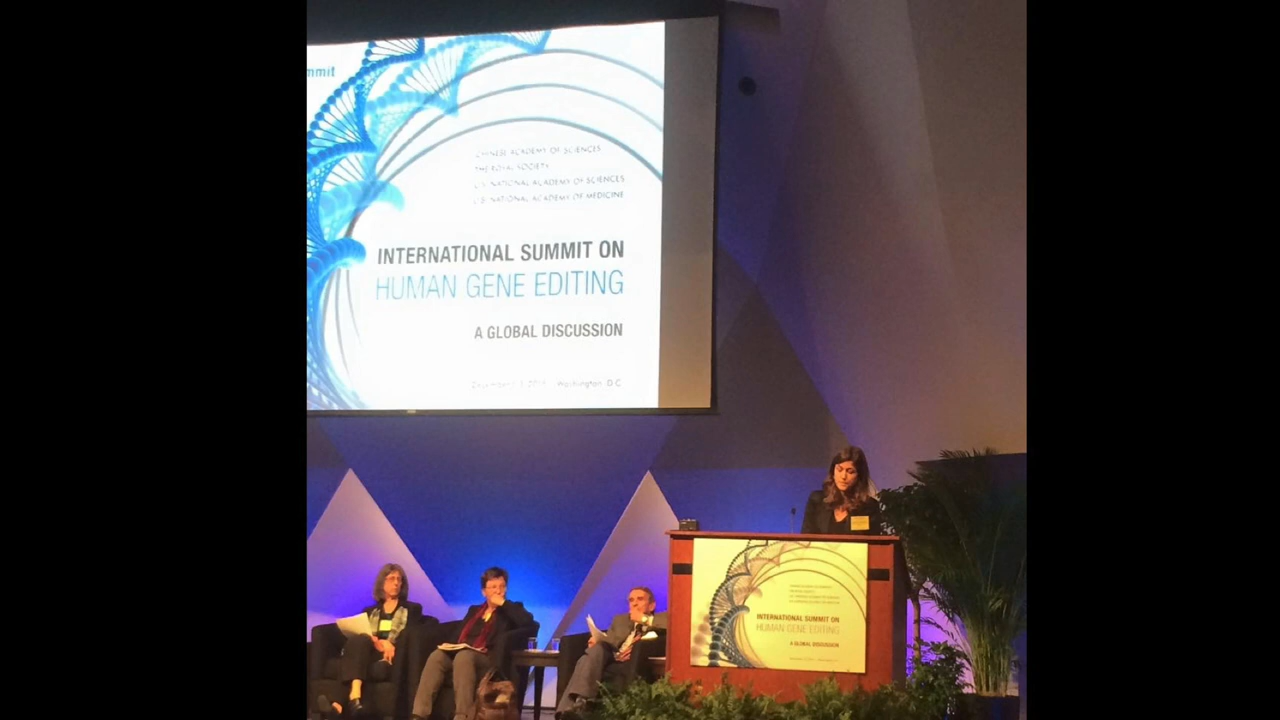 mmit
CHINESE ACADEMY OF SCIENCES
THE ROYAL SOCIETY
U.S. NATIONAL ACADEMY OF SCIENCES
U.S. NATIONAL ACADEMY OF MEDICINE
INTERNATIONAL SUMMIT ON
HUMAN GENE EDITING
A GLOBAL DISCUSSION
Washington, D.C.
INTERNATIONAL SUMMIT ON
HUMAN GENE EDITING
A GLOBAL DISCUSSION